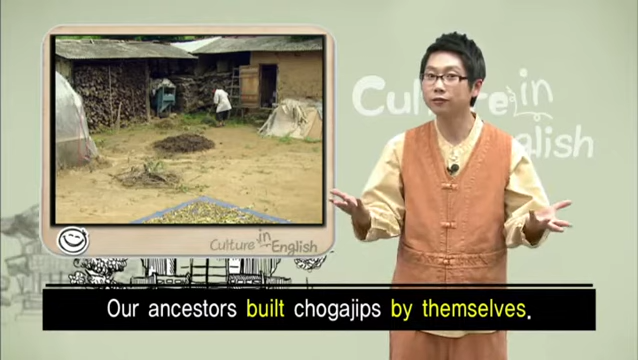 Culture in
English
Culture in
English
Our ancestors built chogajips by themselves.